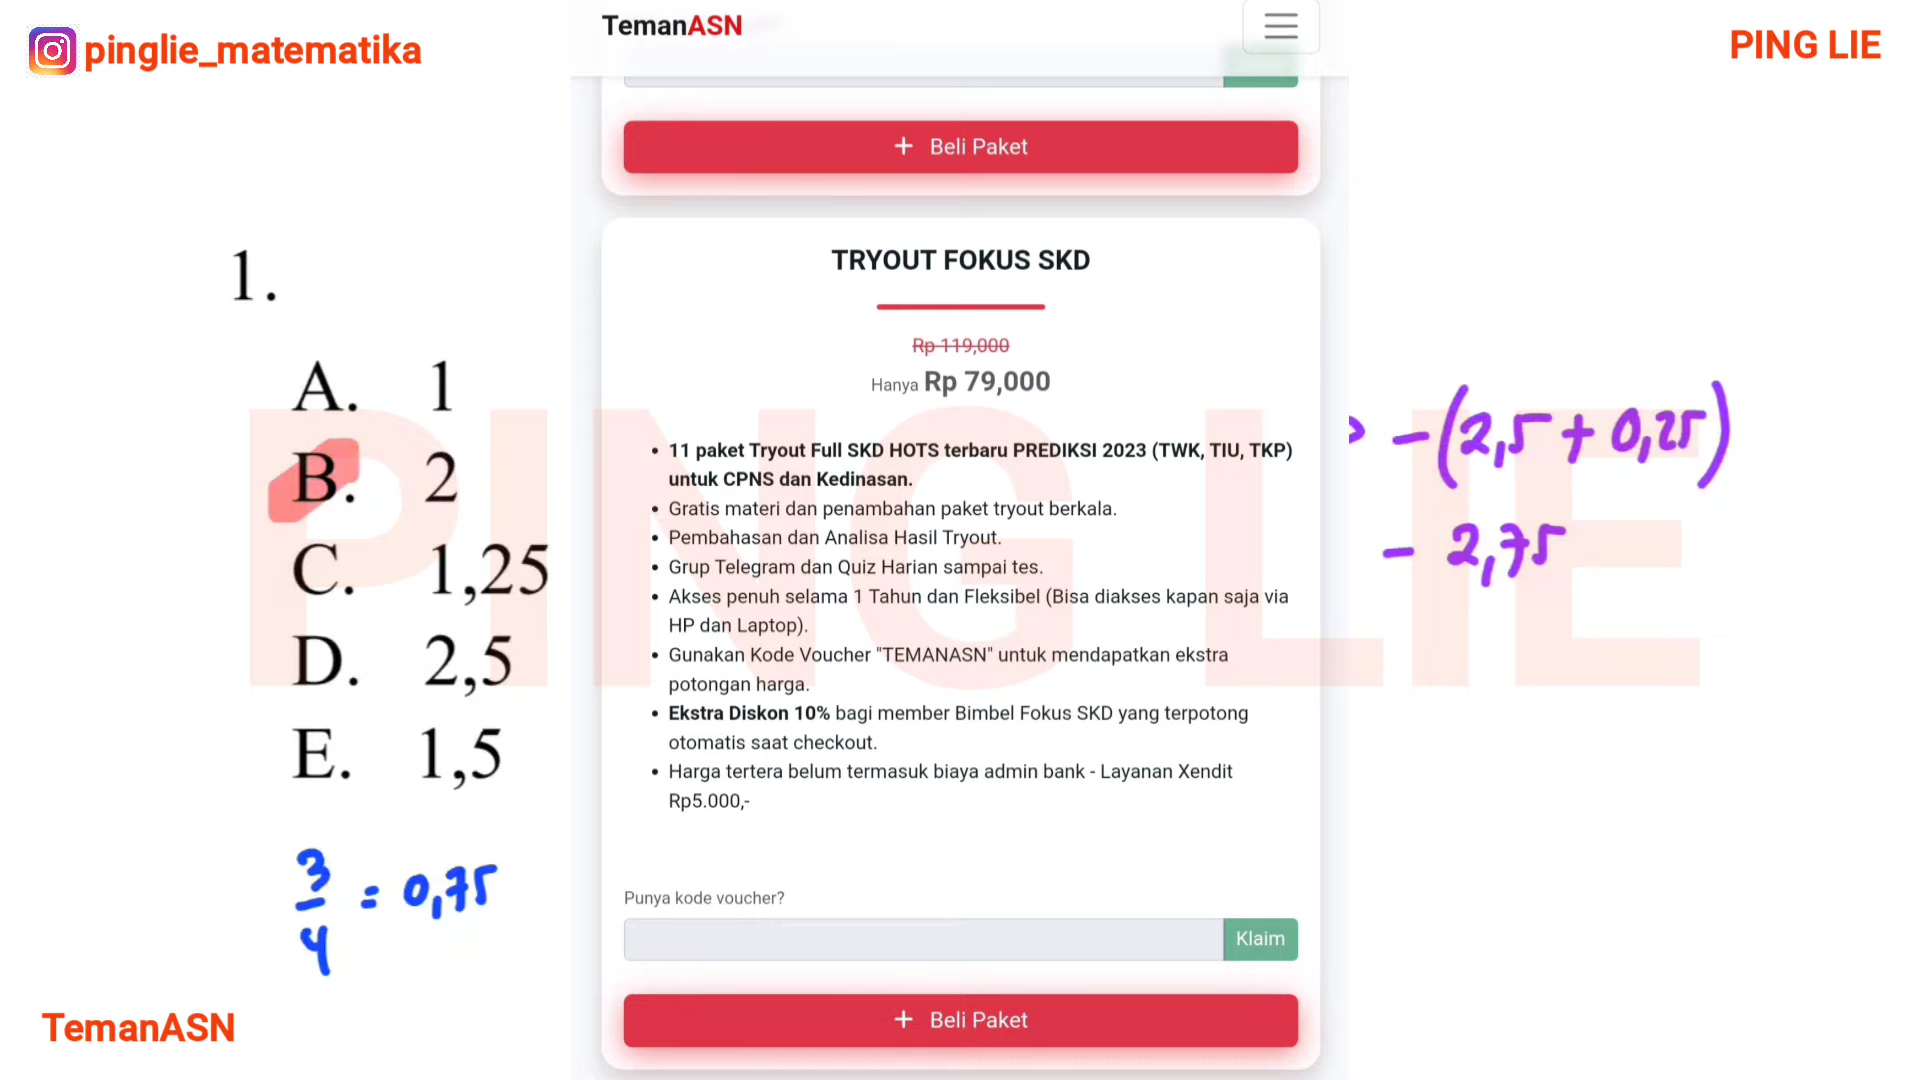 pinglie_matematika
PING LIE
TemanASN
+ Beli Paket
TRYOUT FOKUS SKD
Rp 119,000
Hanya Rp 79,000
• 11 paket Tryout Full SKD HOTS terbaru PREDIKSI 2023 (TWK, TIU, TKP)
untuk CPNS dan Kedinasan.
• Gratis materi dan penambahan paket tryout berkala.
• Pembahasan dan Analisa Hasil Tryout.
• Grup Telegram dan Quiz Harian sampai tes.
• Akses penuh selama 1 Tahun dan Fleksibel (Bisa diakses kapan saja via
HP dan Laptop).
• Gunakan Kode Voucher "TEMANASN" untuk mendapatkan ekstra
potongan harga.
• Ekstra Diskon 10% bagi member Bimbel Fokus SKD yang terpotong
otomatis saat checkout.
• Harga tertera belum termasuk biaya admin bank - Layanan Xendit
Rp5.000,-
Punya kode voucher?
Klaim
+ Beli Paket
1.
A. 1
B. 2
C. 1,25
D. 2,5
E. 1,5
3/4 = 0,75
-(2,5 + 0,25)
- 2,75
PING LIE
TemanASN